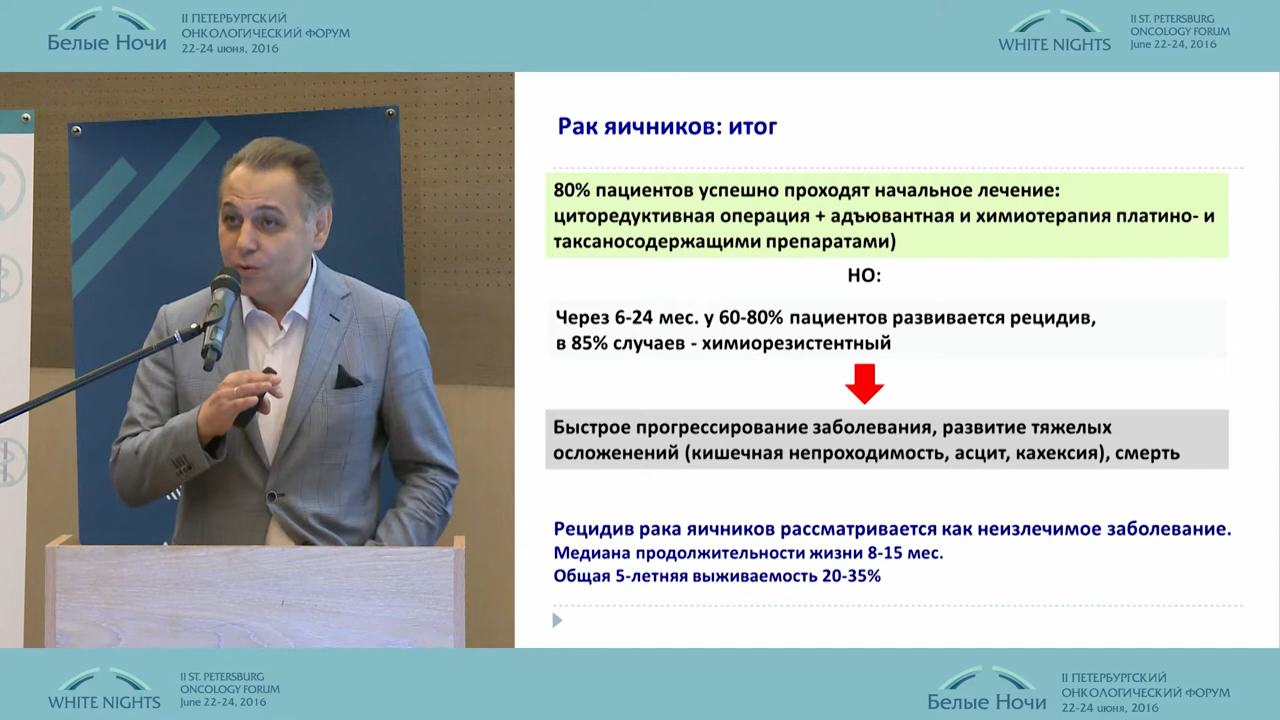 Белые Ночи
II ПЕТЕРБУРГСКИЙ
ОНКОЛОГИЧЕСКИЙ ФОРУМ
22-24 июня, 2016
WHITE NIGHTS
II ST. PETERSBURG
ONCOLOGY FORUM
June 22-24, 2016
Рак яичников: итог
80% пациентов успешно проходят начальное лечение:
циторедуктивная операция + адъювантная и химиотерапия платино- и
таксаносодержащими препаратами)
НО:
Через 6-24 мес. у 60-80% пациентов развивается рецидив,
в 85% случаев - химиорезистентный
Быстрое прогрессирование заболевания, развитие тяжелых
осложенений (кишечная непроходимость, асцит, кахексия), смерть
Рецидив рака яичников рассматривается как неизлечимое заболевание.
Медиана продолжительности жизни 8-15 мес.
Общая 5-летняя выживаемость 20-35%
WHITE NIGHTS
II ST. PETERSBURG
ONCOLOGY FORUM
June 22-24, 2016
Белые Ночи
II ПЕТЕРБУРГСКИЙ
ОНКОЛОГИЧЕСКИЙ ФОРУМ
22-24 июня, 2016